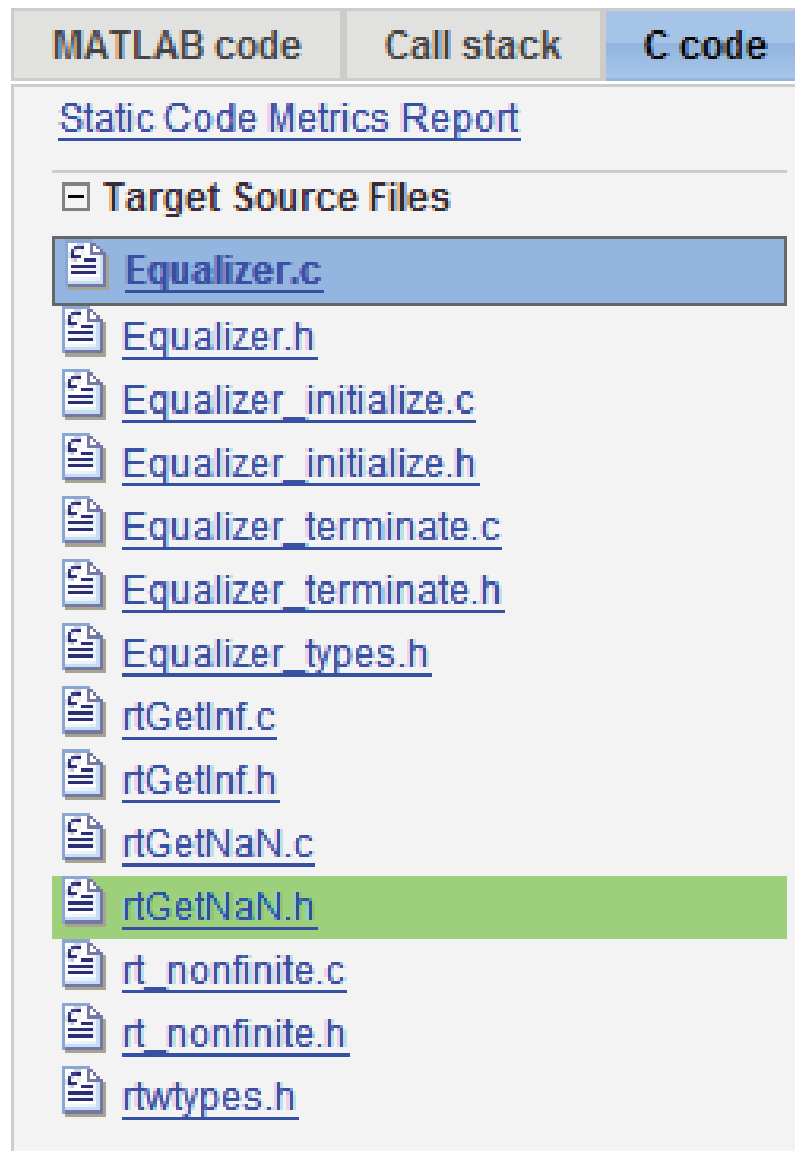 MATLAB code Call stack C code
Static Code Metrics Report
Target Source Files
Equalizer.c
Equalizer.h
Equalizer_initialize.c
Equalizer_initialize.h
Equalizer_terminate.c
Equalizer_terminate.h
Equalizer_types.h
rtGetInf.c
rtGetInf.h
rtGetNaN.c
rtGetNaN.h
rt_nonfinite.c
rt_nonfinite.h
rtwtypes.h